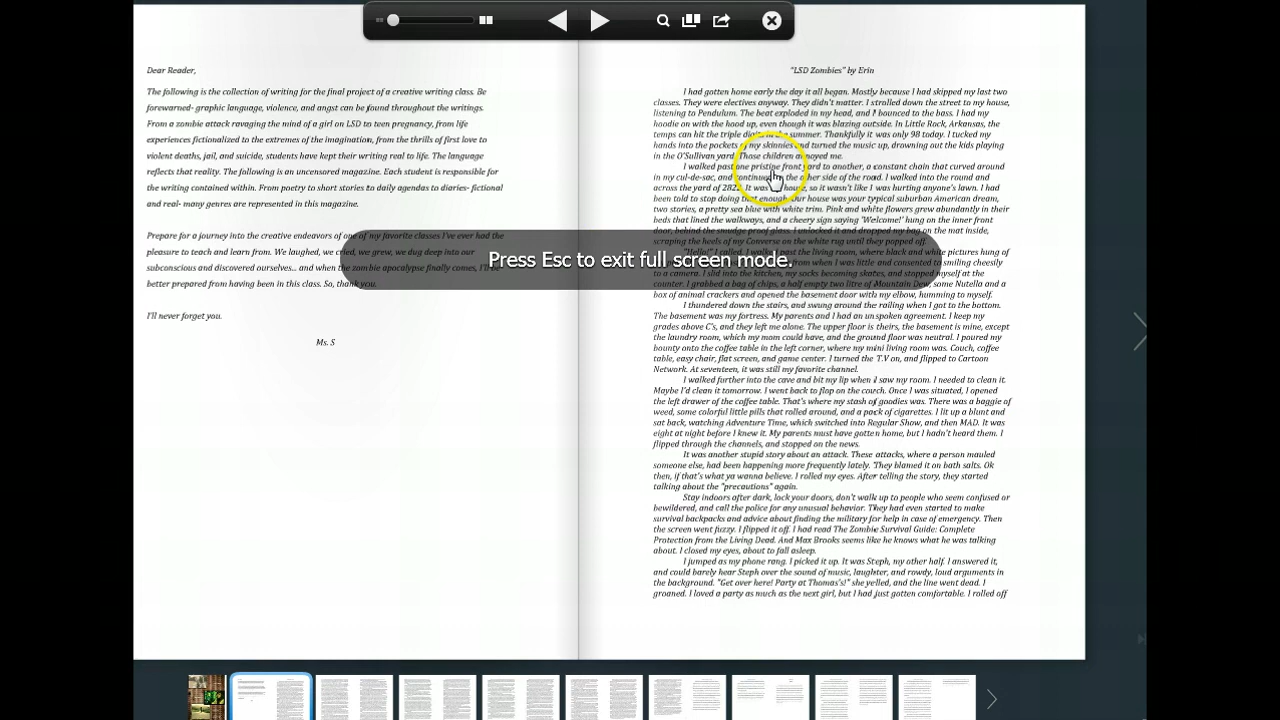 Dear Reader,
The following is the collection of writing for the final project of a creative writing class. Be
forewarned- graphic language, violence, and angst can be found throughout the writings.
From a zombie attack ravaging the mind of a girl on LSD to teen pregnancy, from life
experiences fictionalized to the extremes of the imagination, from the thrills of first love to
violent deaths, jail, and suicide, students have kept their writing real to life. The language
reflects that reality. The following is an uncensored magazine. Each student is responsible for
the writing contained within. From poetry to short stories to daily agendas to diaries- fictional
and real- many genres are represented in this magazine.
Prepare for a journey into the creative endeavors of one of my favorite classes I've ever had the
pleasure to teach and learn from. We laughed, we cried, we grew, we dug deep into our
subconscious and discovered ourselves... and when the zombie apocalypse finally comes, I'll be
better prepared from having been in this class. So, thank you.
I'll never forget you.
Ms. S
"LSD Zombies" by Erin
I had gotten home early the day it all began. Mostly because I had skipped my last two
classes. They were electives anyway. They didn't matter. I strolled down the street to my house,
listening to Pendulum. The beat exploded in my head, and I bounced to the bass. I had my
hoodie on with the hood up, even though it was blazing outside. In Little Rock, Arkansas, the
temps can hit the triple digits in the summer. Thankfully it was only 98 today. I tucked my
hands into the pockets of my skinnies and turned the music up, drowning out the kids playing
in the O'Sullivan yard. Those children annoyed me.
I walked past one pristine front yard to another, a constant chain that curved around
in my cul-de-sac, and continued the other side of the road. I walked into the round and
across the yard of 282 It was house, so it wasn't like I was hurting anyone's lawn. I had
been told to stop doing that enough. Our house was your typical suburban American dream,
two stories, a pretty sea blue with white trim. Pink and white flowers grew abundantly in their
beds that lined the walkways, and a cheery sign saying 'Welcome!' hung on the inner front
door, behind the smudge proof glass. I unlocked it and dropped my bag on the mat inside,
scraping the heels of my Converse on the white rug until they popped off.
"Hello!" I called. I walked past the living room, where black and white pictures hung of
from when I was little and consented to smiling cheesily
to a camera. I slid into the kitchen, my socks becoming skates, and stopped myself at the
counter. I grabbed a bag of chips, a half empty two litre of Mountain Dew, some Nutella and a
box of animal crackers and opened the basement door with my elbow, humming to myself.
I thundered down the stairs, and swung around the railing when I got to the bottom.
The basement was my fortress. My parents and I had an unspoken agreement. I keep my
grades above C's, and they left me alone. The upper floor is theirs, the basement is mine, except
the laundry room, which my mom could have, and the ground floor was neutral. I poured my
bounty onto the coffee table in the left corner, where my mini living room was. Couch, coffee
table, easy chair, flat screen, and game center. I turned the T.V on, and flipped to Cartoon
Network. At seventeen, it was still my favorite channel.
I walked further into the cave and bit my lip when I saw my room. I needed to clean it.
Maybe I'd clean it tomorrow. I went back to flop on the couch. Once I was situated, I opened
the left drawer of the coffee table. That's where my stash of goodies was. There was a baggie of
weed, some colorful little pills that rolled around, and a pack of cigarettes. I lit up a blunt and
sat back, watching Adventure Time, which switched into Regular Show, and then MAD. It was
eight at night before I knew it. My parents must have gotten home, but I hadn't heard them. I
flipped through the channels, and stopped on the news.
It was another stupid story about an attack. These attacks, where a person mauled
someone else, had been happening more frequently lately. They blamed it on bath salts. Ok
then, if that's what ya wanna believe. I rolled my eyes. After telling the story, they started
talking about the "precautions" again.
Stay indoors after dark, lock your doors, don't walk up to people who seem confused or
bewildered, and call the police for any unusual behavior. They had even started to make
survival backpacks and advice about finding the military for help in case of emergency. Then
the screen went fuzzy. I flipped it off. I had read The Zombie Survival Guide: Complete
Protection from the Living Dead. And Max Brooks seems like he knows what he was talking
about. I closed my eyes, about to fall asleep.
I jumped as my phone rang. I picked it up. It was Steph, my other half. I answered it,
and could barely hear Steph over the sound of music, laughter, and rowdy, loud arguments in
the background. "Get over here! Party at Thomas's!" she yelled, and the line went dead. I
groaned. I loved a party as much as the next girl, but I had just gotten comfortable. I rolled off
Press Esc to exit full screen mode.